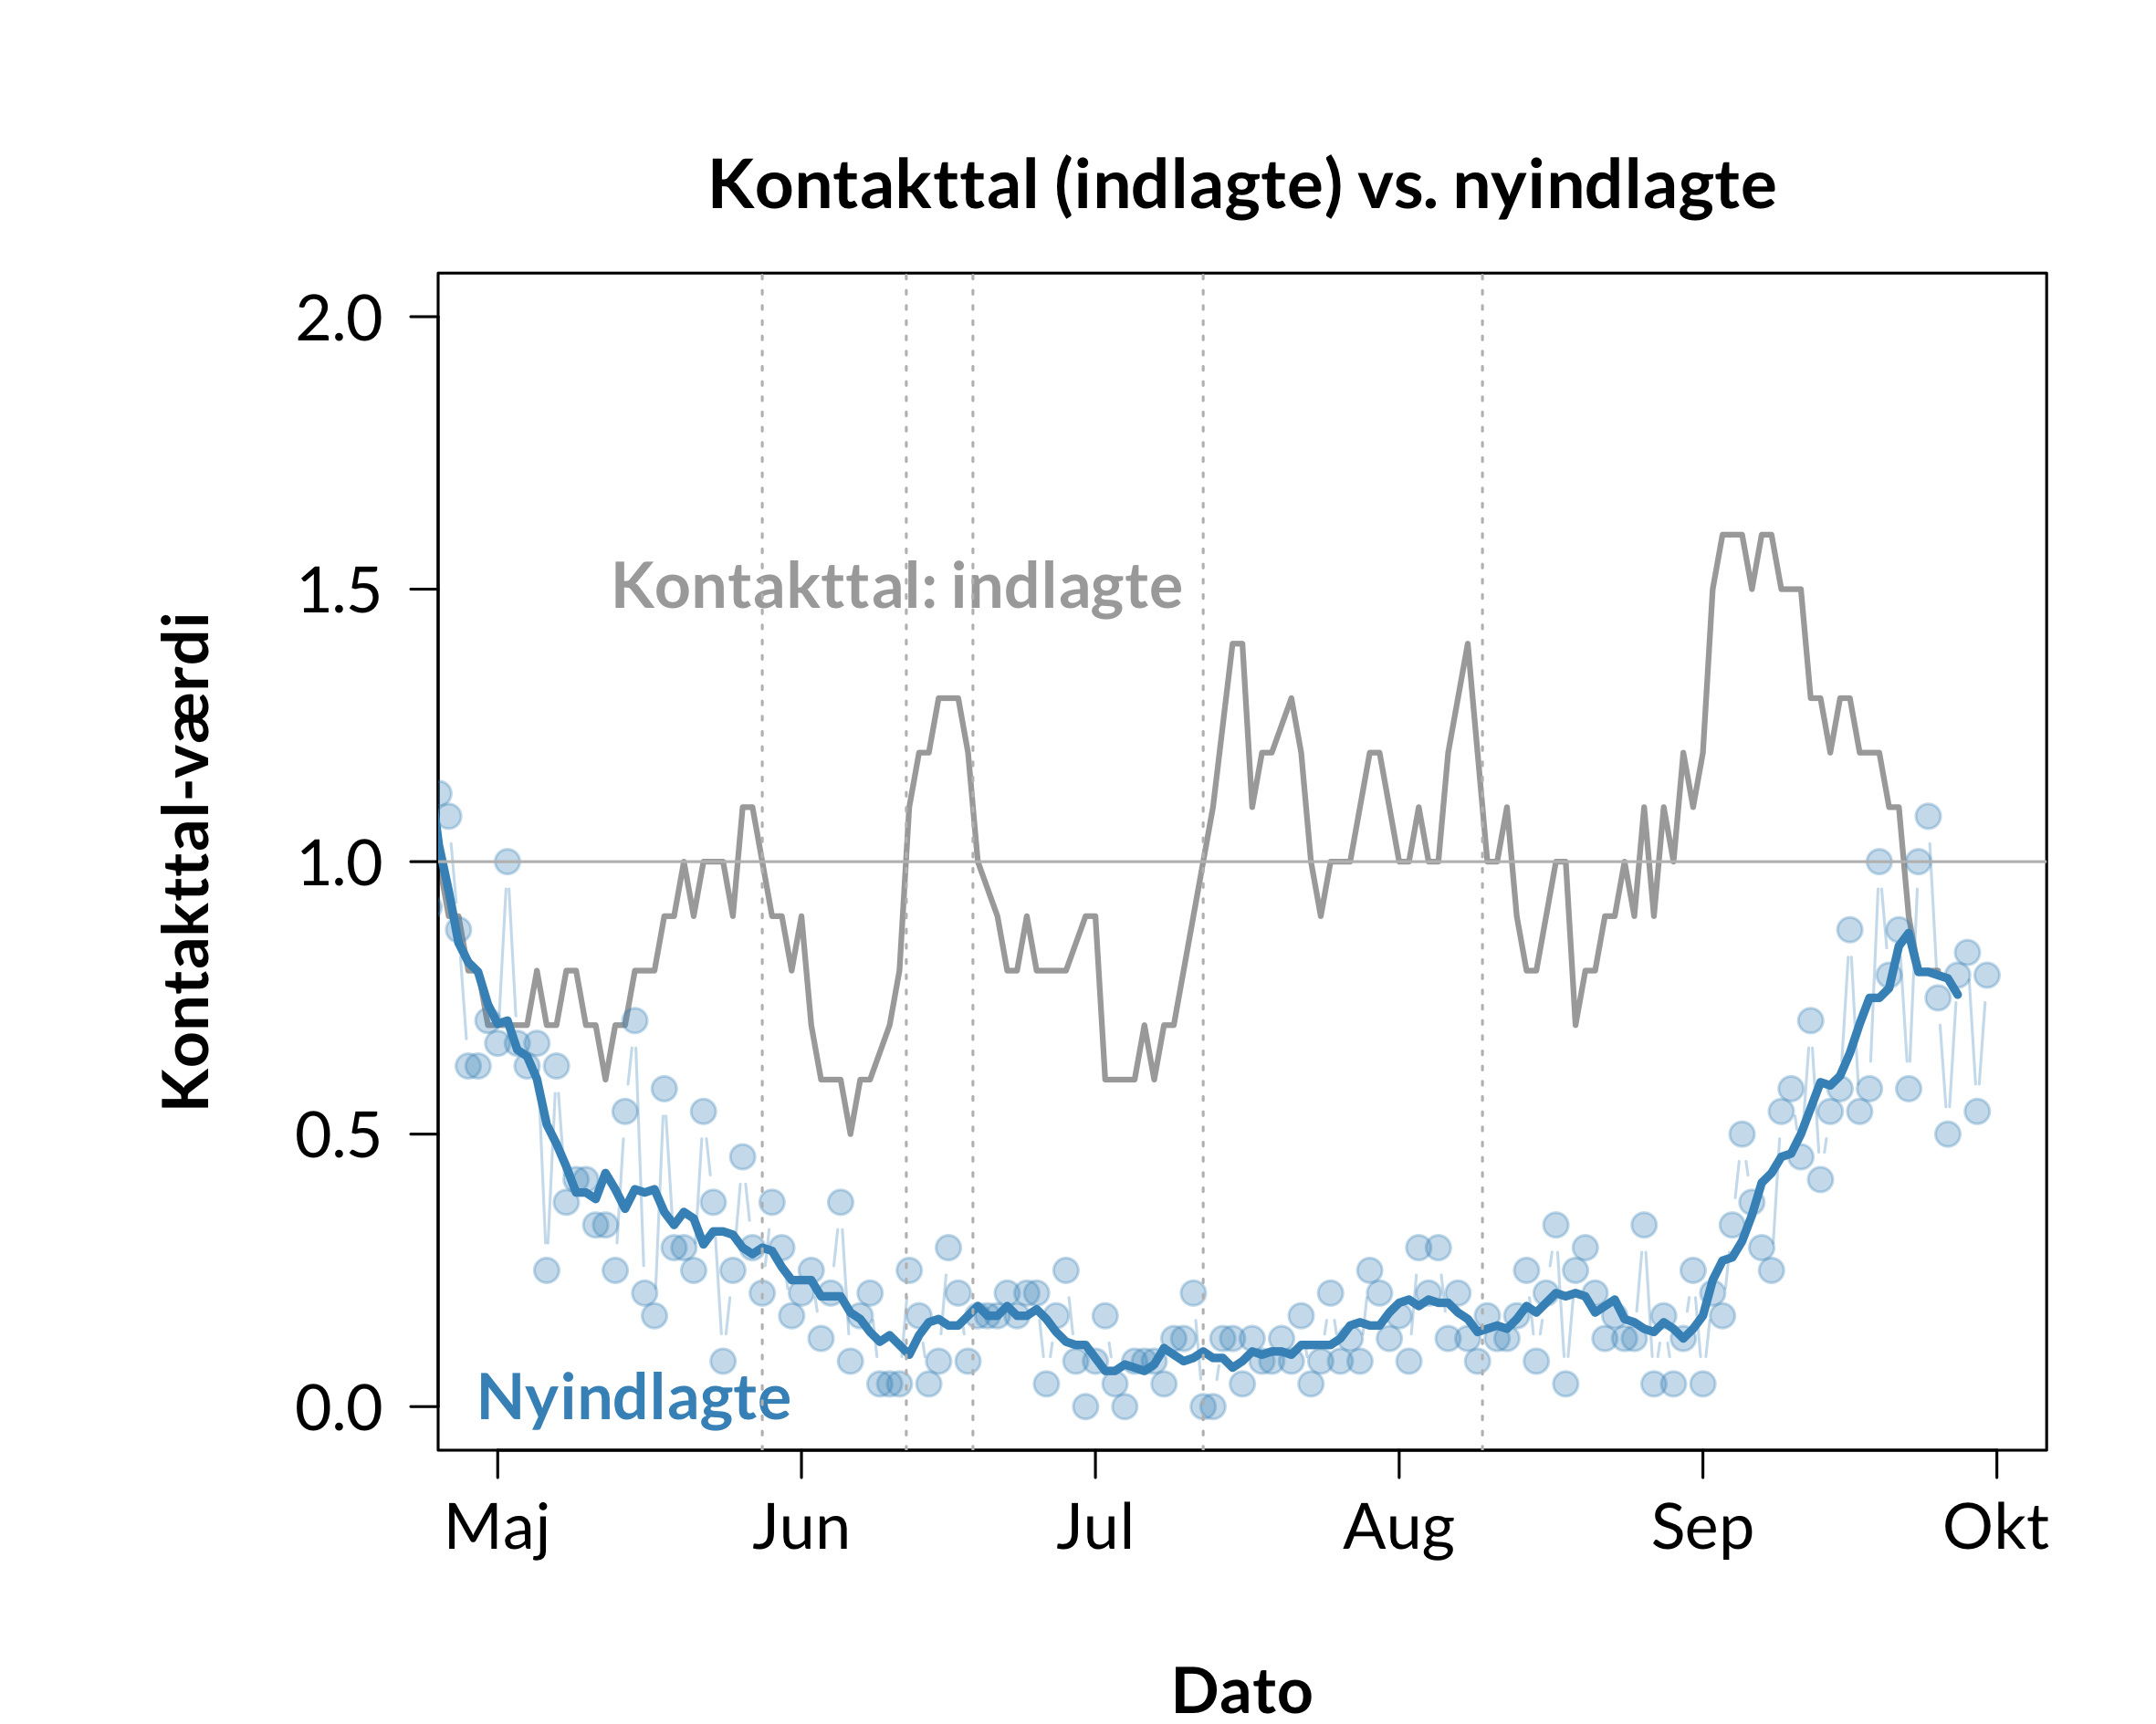 Kontakttal (indlagte) vs. nyindlagte
Kontakttal-værdi
2.0
1.5
1.0
0.5
0.0
Kontakttal: indlagte
Nyindlagte
Maj Jun Jul Aug Sep Okt
Dato